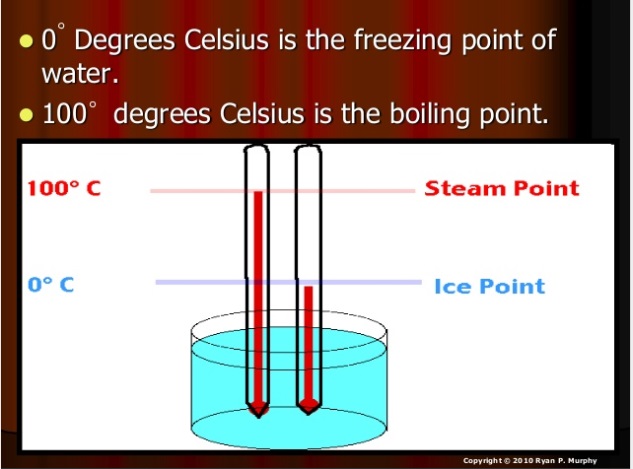 0° Degrees Celsius is the freezing point of
water.
100° degrees Celsius is the boiling point.
100° C
Steam Point
0° C
Ice Point
Copyright © 2010 Ryan P. Murphy